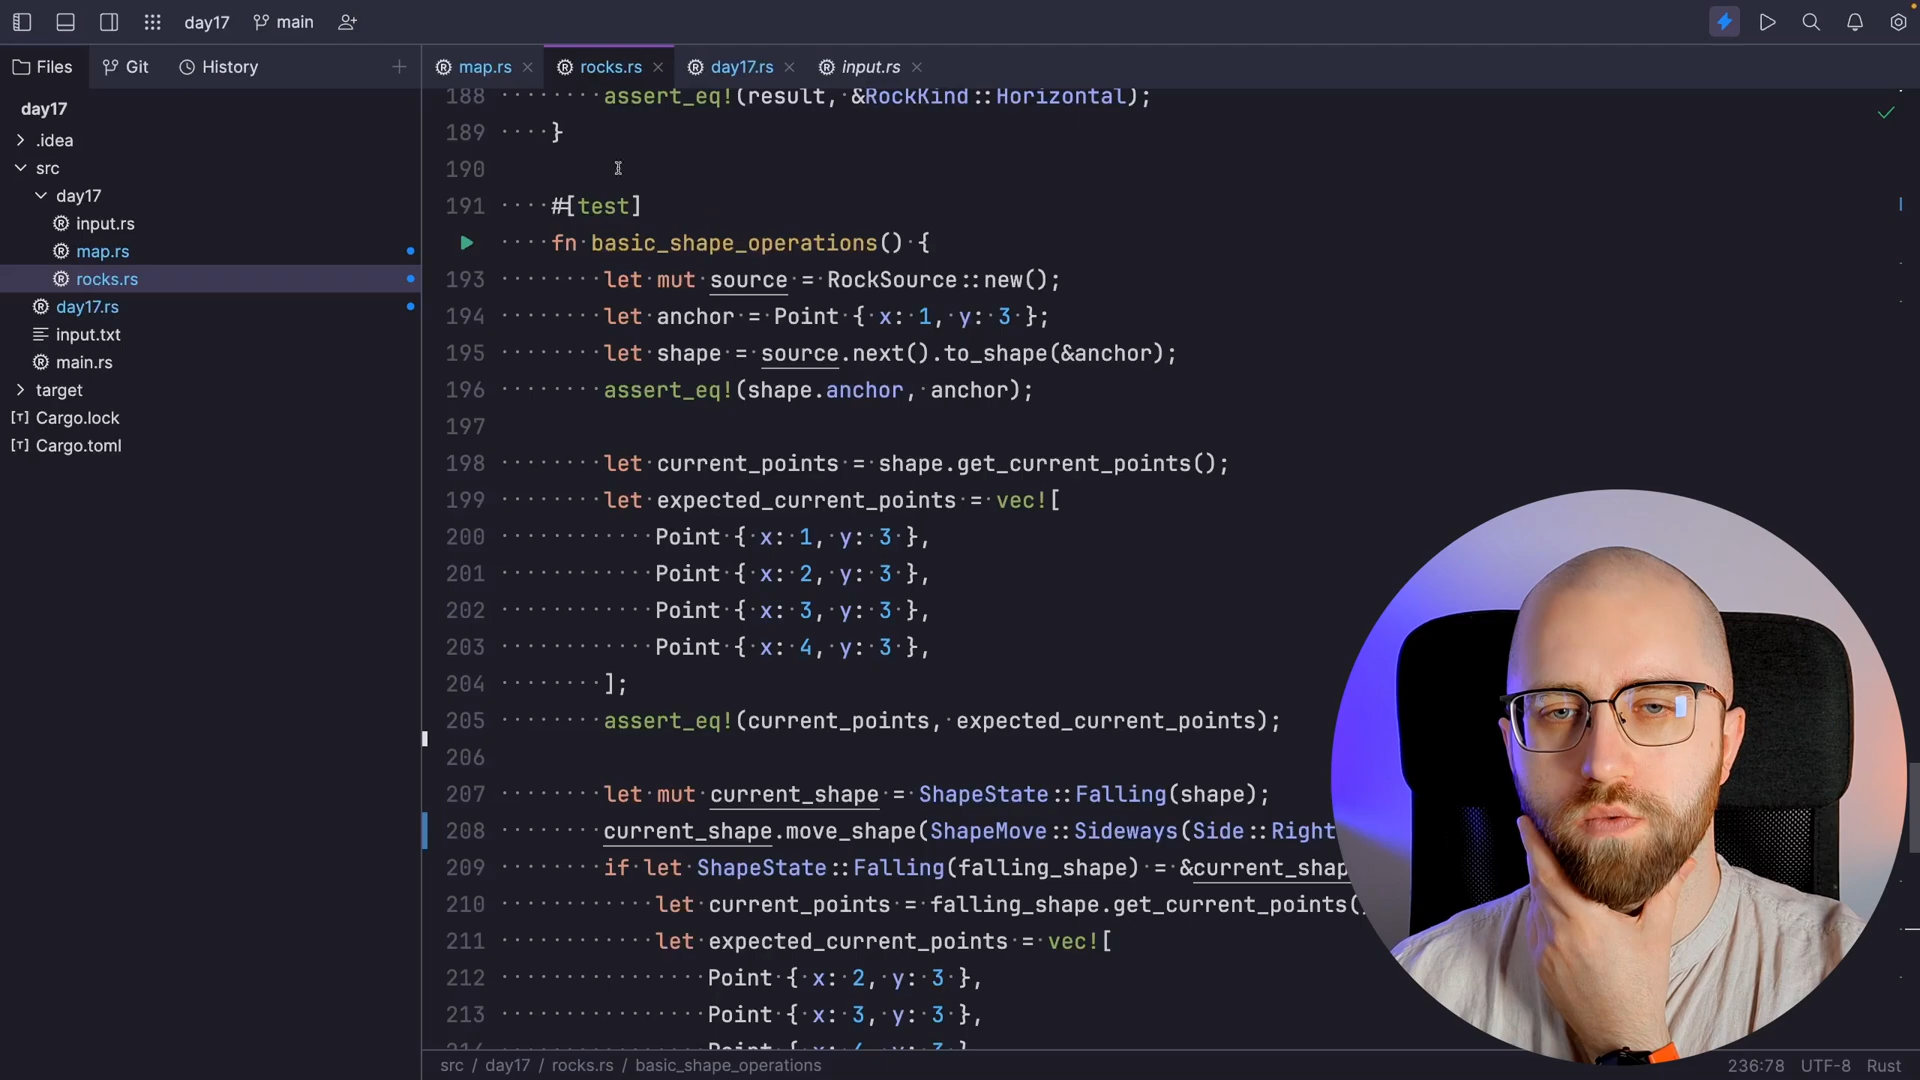 day17
main
Files
Git
History
map.rs
rocks.rs
day17.rs
input.rs
day17
.idea
src
day17
input.rs
map.rs
rocks.rs
day17.rs
input.txt
main.rs
target
[T] Cargo.lock
[T] Cargo.toml
188 ········assert_eq!(result, &RockKind::Horizontal);
189 ····}
190
191 ····#[test]
····fn basic_shape_operations() {
193 ········let·mut source·= RockSource::new();
194 ········let·anchor·= Point·{·x:·1,·y:·3·};
195 ········let·shape·= source.next().to_shape(&anchor);
196 ········assert_eq!(shape.anchor,·anchor);
197
198 ········let·current_points·= shape.get_current_points();
199 ········let·expected_current_points·= vec![
200 ············Point·{·x:·1,·y:·3·},
201 ············Point·{·x:·2,·y:·3·},
202 ············Point·{·x:·3,·y:·3·},
203 ············Point·{·x:·4,·y:·3·},
204 ········];
205 ········assert_eq!(current_points,·expected_current_points);
206
207 ········let·mut current_shape·= ShapeState::Falling(shape);
208 ········current_shape.move_shape(ShapeMove::Sideways(Side::Right
209 ········if·let·ShapeState::Falling(falling_shape)·= &current_shap
210 ············let·current_points·= falling_shape.get_current_points(
211 ············let·expected_current_points·= vec![
212 ················Point·{·x:·2,·y:·3·},
213 ················Point·{·x:·3,·y:·3·},
src / day17 / rocks.rs / basic_shape_operations
236:78 UTF-8 Rust